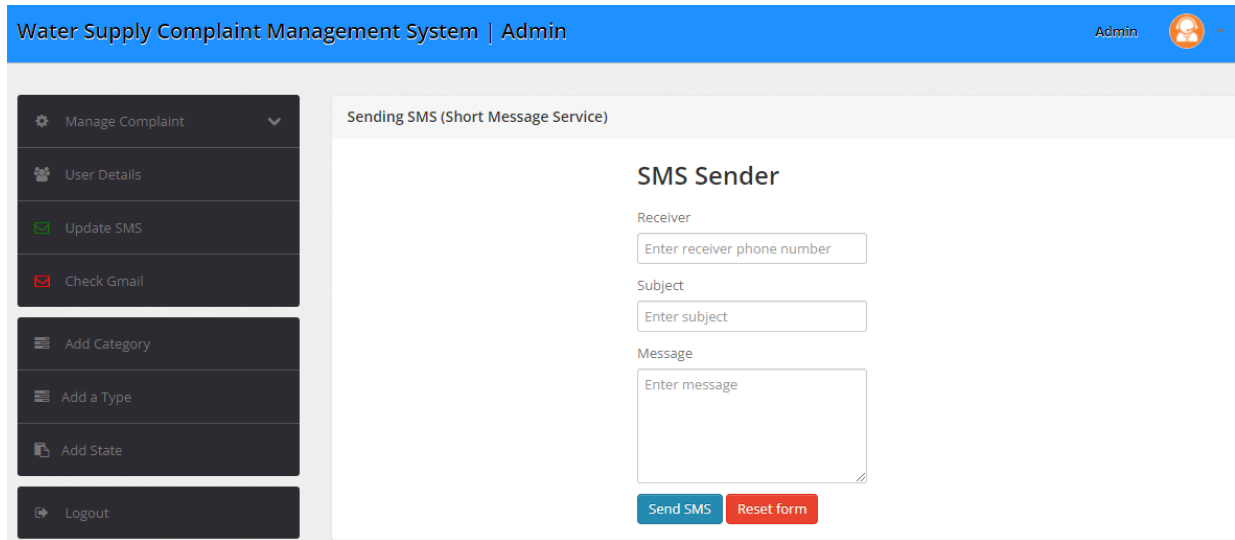 Water Supply Complaint Management System | Admin
Admin
Manage Complaint
User Details
Update SMS
Check Gmail
Add Category
Add a Type
Add State
Logout
Sending SMS (Short Message Service)
SMS Sender
Receiver
Enter receiver phone number
Subject
Enter subject
Message
Enter message
Send SMS Reset form